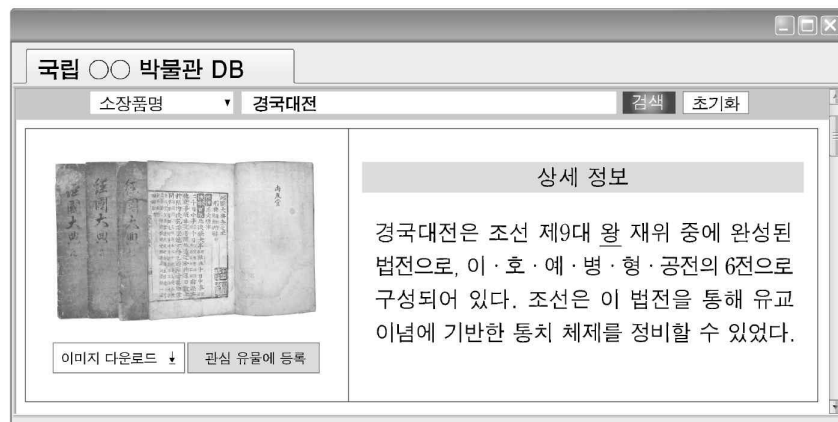 국립 ○○ 박물관 DB
소장품명 ▼ 경국대전 검색 초기화
經國大典
상세 정보
경국대전은 조선 제9대 왕 재위 중에 완성된
법전으로, 이·호·예·병·형·공전의 6전으로
구성되어 있다. 조선은 이 법전을 통해 유교
이념에 기반한 통치 체제를 정비할 수 있었다.
이미지 다운로드 관심 유물에 등록